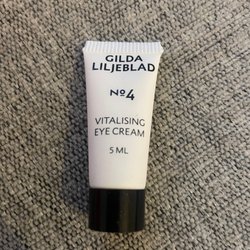 GILDA
LILJEBLAD
Nº4
VITALISING
EYE CREAM
5 ML